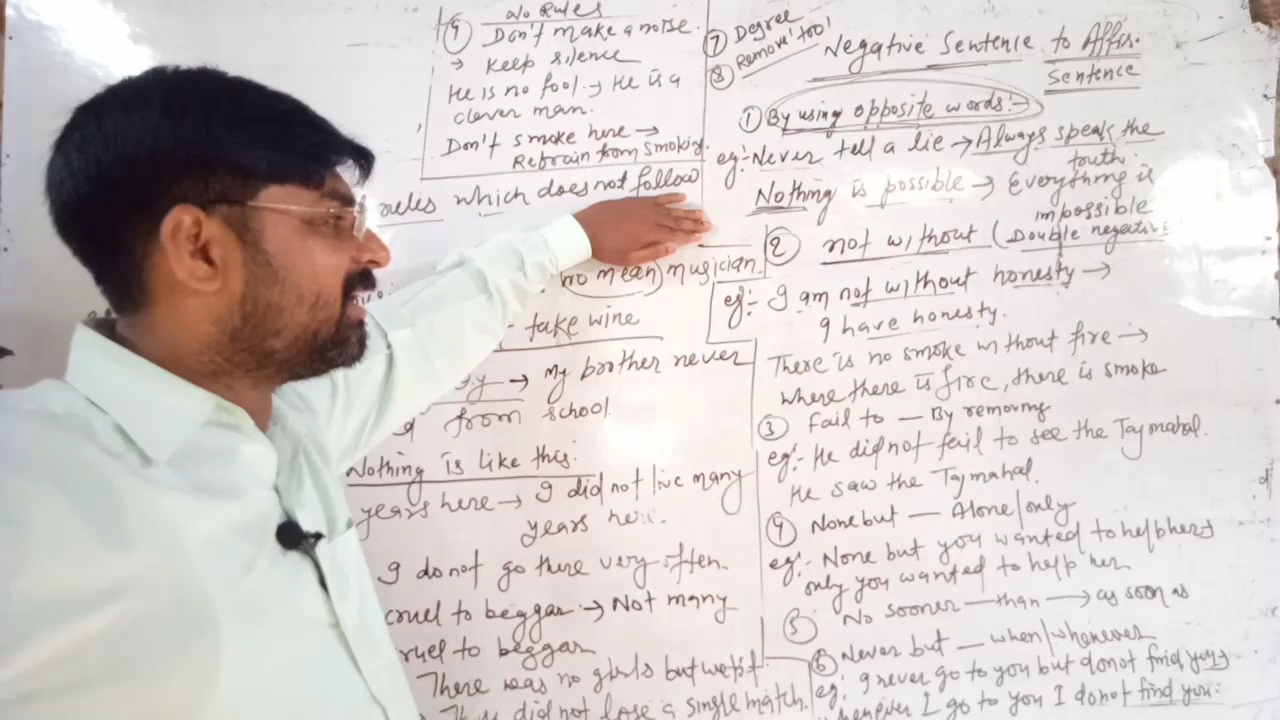 9 No Rules
Don't make a noise.
→ Keep silence
He is no fool. → He is a
clever man.
Don't smoke here →
Refrain from smoking.
rules which does not follow
no mean musician
take wine
→ My brother never
from school.
Nothing is like this.
years here → I did not live many
years here.
I do not go there very often.
cruel to beggar → Not many
cruel to beggar
There was no girls but wept.
did not lose a single match.
7 Degree
8 Remove 'too'
Negative Sentence to Affir.
Sentence
1 By using opposite words:→
eg:- Never tell a lie → Always speak the
truth.
Nothing is possible → Everything is
impossible
2 not without (Double negative
eg:- I am not without honesty →
I have honesty.
There is no smoke without fire →
where there is fire, there is smoke
3 Fail to — By removing
eg:- He did not fail to see the Tajmahal.
He saw the Tajmahal.
4 None but — Alone/only
eg:- None but you wanted to help her →
only you wanted to help her
5 No sooner — than —→ as soon as
6 Never but — when/whenever
eg: I never go to you but donot find you →
whenever I go to you I donot find you.